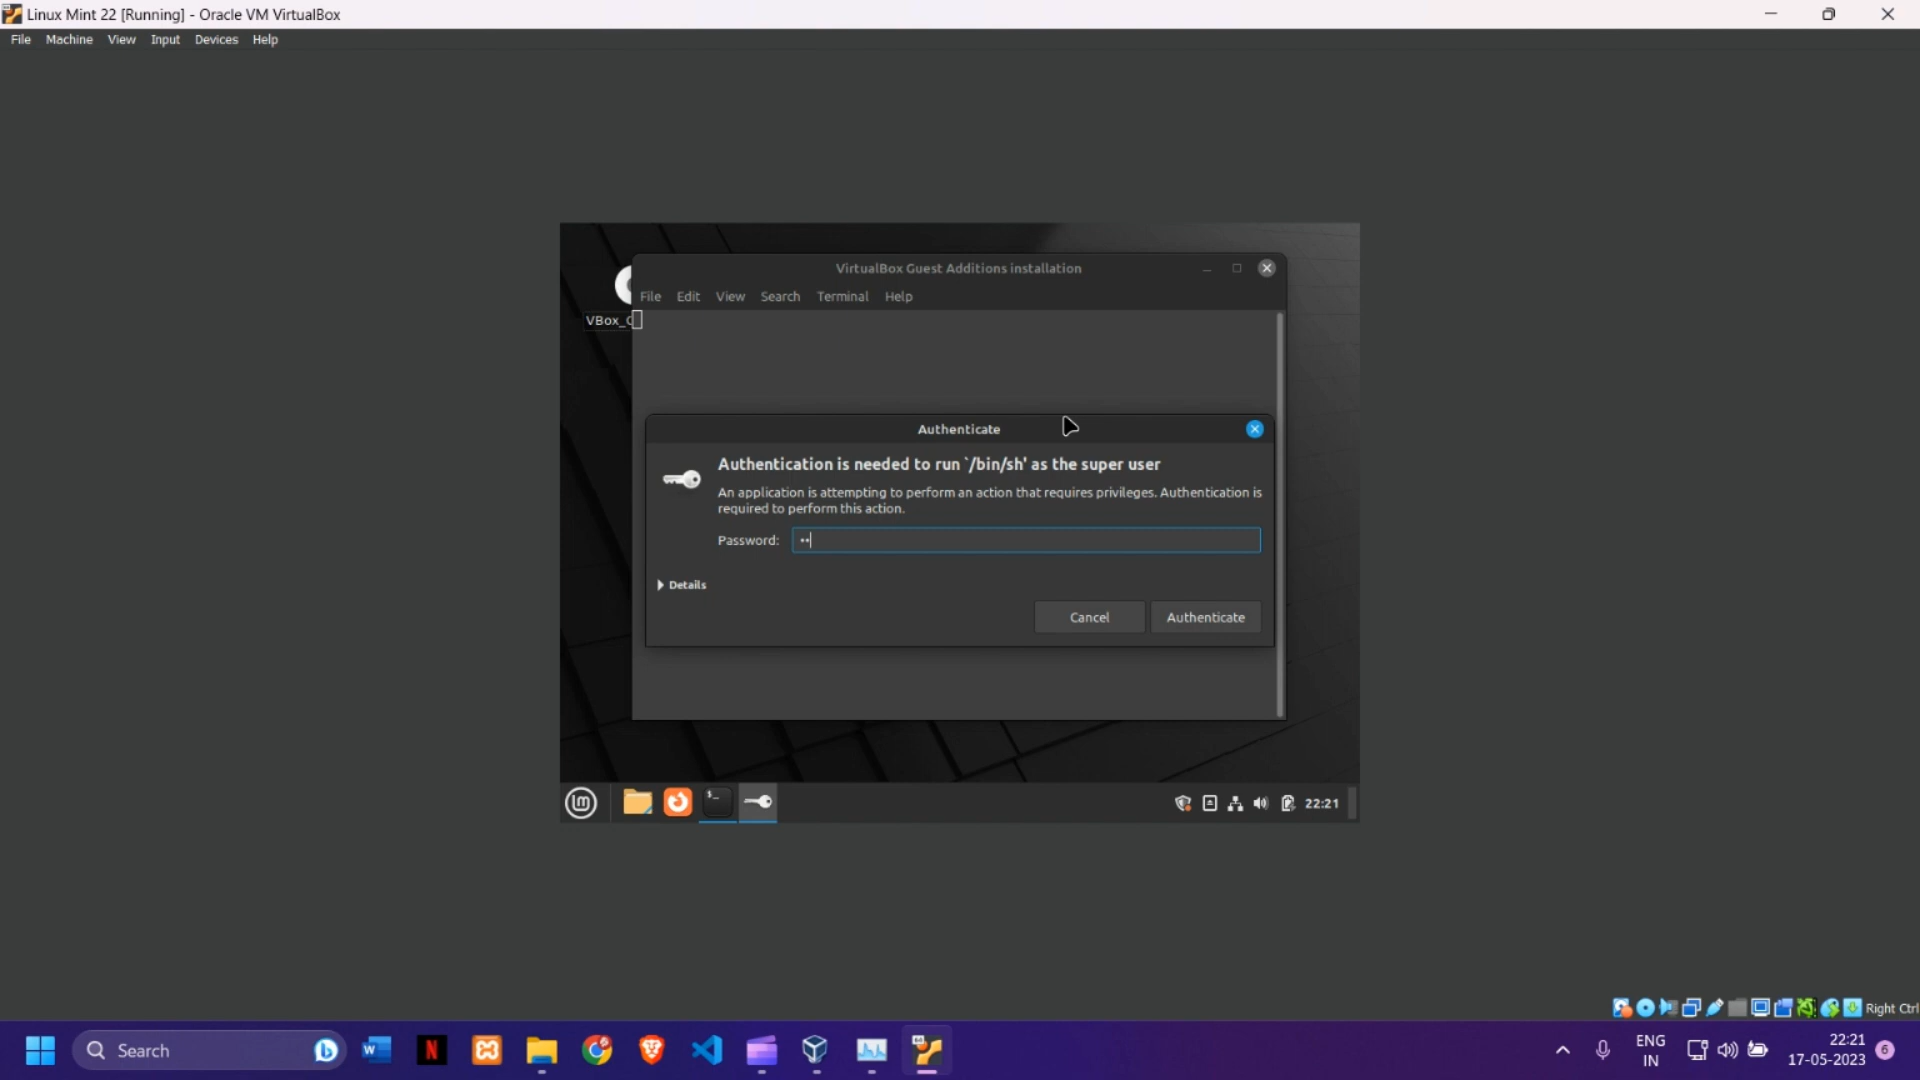 Linux Mint 22 [Running] - Oracle VM VirtualBox
File Machine View Input Devices Help
VirtualBox Guest Additions installation
File Edit View Search Terminal Help
VBox_
Authenticate
Authentication is needed to run `/bin/sh' as the super user
An application is attempting to perform an action that requires privileges. Authentication is
required to perform this action.
Password: ••
Details
Cancel Authenticate
22:21
Right Ctrl
Search
ENG
IN
22:21
17-05-2023
6